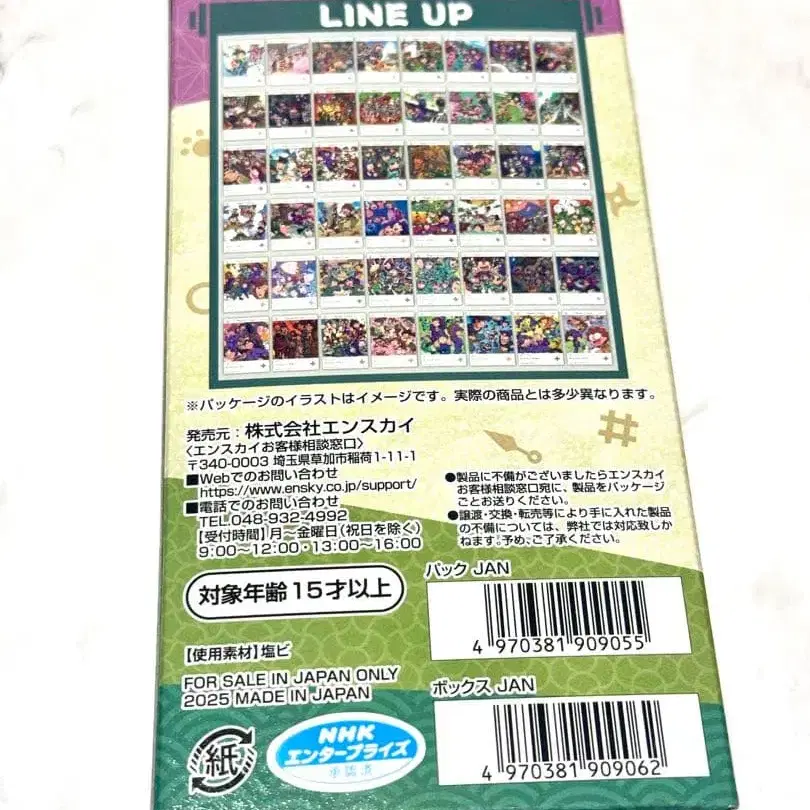 LINE UP
※パッケージのイラストはイメージです。実際の商品とは多少異なります。
発売元：株式会社エンスカイ
〈エンスカイお客様相談窓口〉
〒340-0003 埼玉県草加市稲荷1-11-1
■Webでのお問い合わせ
https://www.ensky.co.jp/support/
■電話でのお問い合わせ
TEL.048-932-4992
【受付時間】月～金曜日(祝日を除く)
9:00～12:00・13:00～16:00
●製品に不備がございましたらエンスカイ
お客様相談窓口宛に、製品をパッケージ
ごとお送りください。
●譲渡・交換・転売等により手に入れた製品
の不備については、弊社では対応致しか
ねます。予め、ご了承ください。
対象年齢15才以上
パック JAN
4 970381 909055
【使用素材】塩ビ
FOR SALE IN JAPAN ONLY
2025 MADE IN JAPAN
ボックス JAN
4 970381 909062
紙
NHK
エンタープライズ
承認済